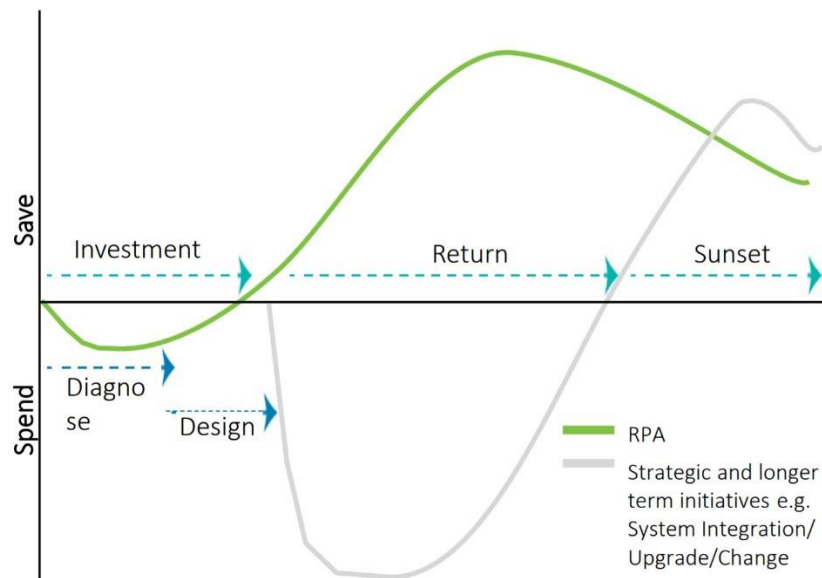 Save
Investment
Return
Sunset
Spend
Diagno
se
Design
RPA
Strategic and longer
term initiatives e.g.
System Integration/
Upgrade/Change